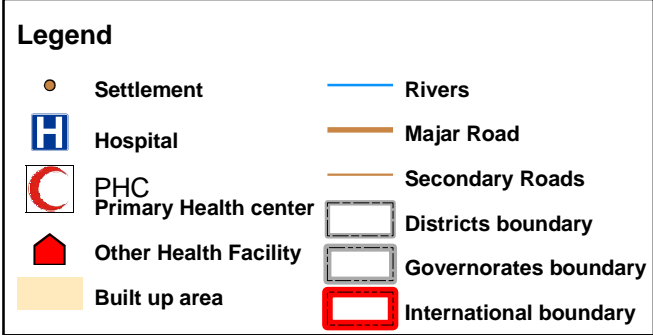 Legend
Settlement
H
Hospital
PHC
Primary Health center
Other Health Facility
Built up area
Rivers
Majar Road
Secondary Roads
Districts boundary
Governorates boundary
International boundary